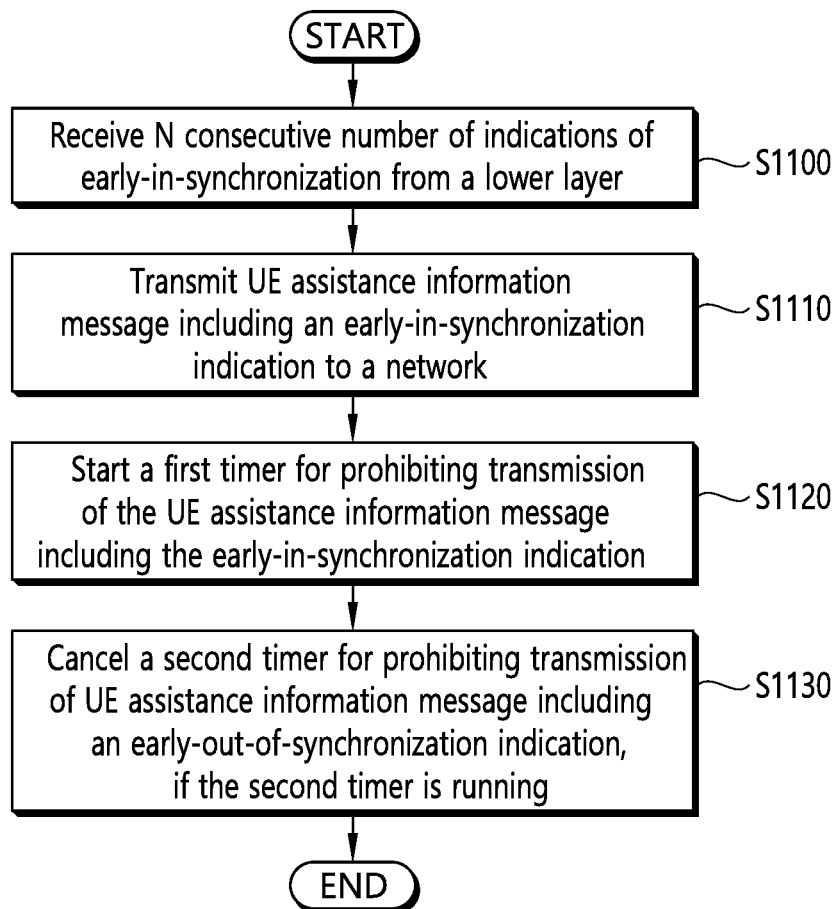 START
Receive N consecutive number of indications of
early-in-synchronization from a lower layer
S1100
Transmit UE assistance information
message including an early-in-synchronization
indication to a network
S1110
Start a first timer for prohibiting transmission
of the UE assistance information message
including the early-in-synchronization indication
S1120
Cancel a second timer for prohibiting transmission
of UE assistance information message including
an early-out-of-synchronization indication,
if the second timer is running
S1130
END